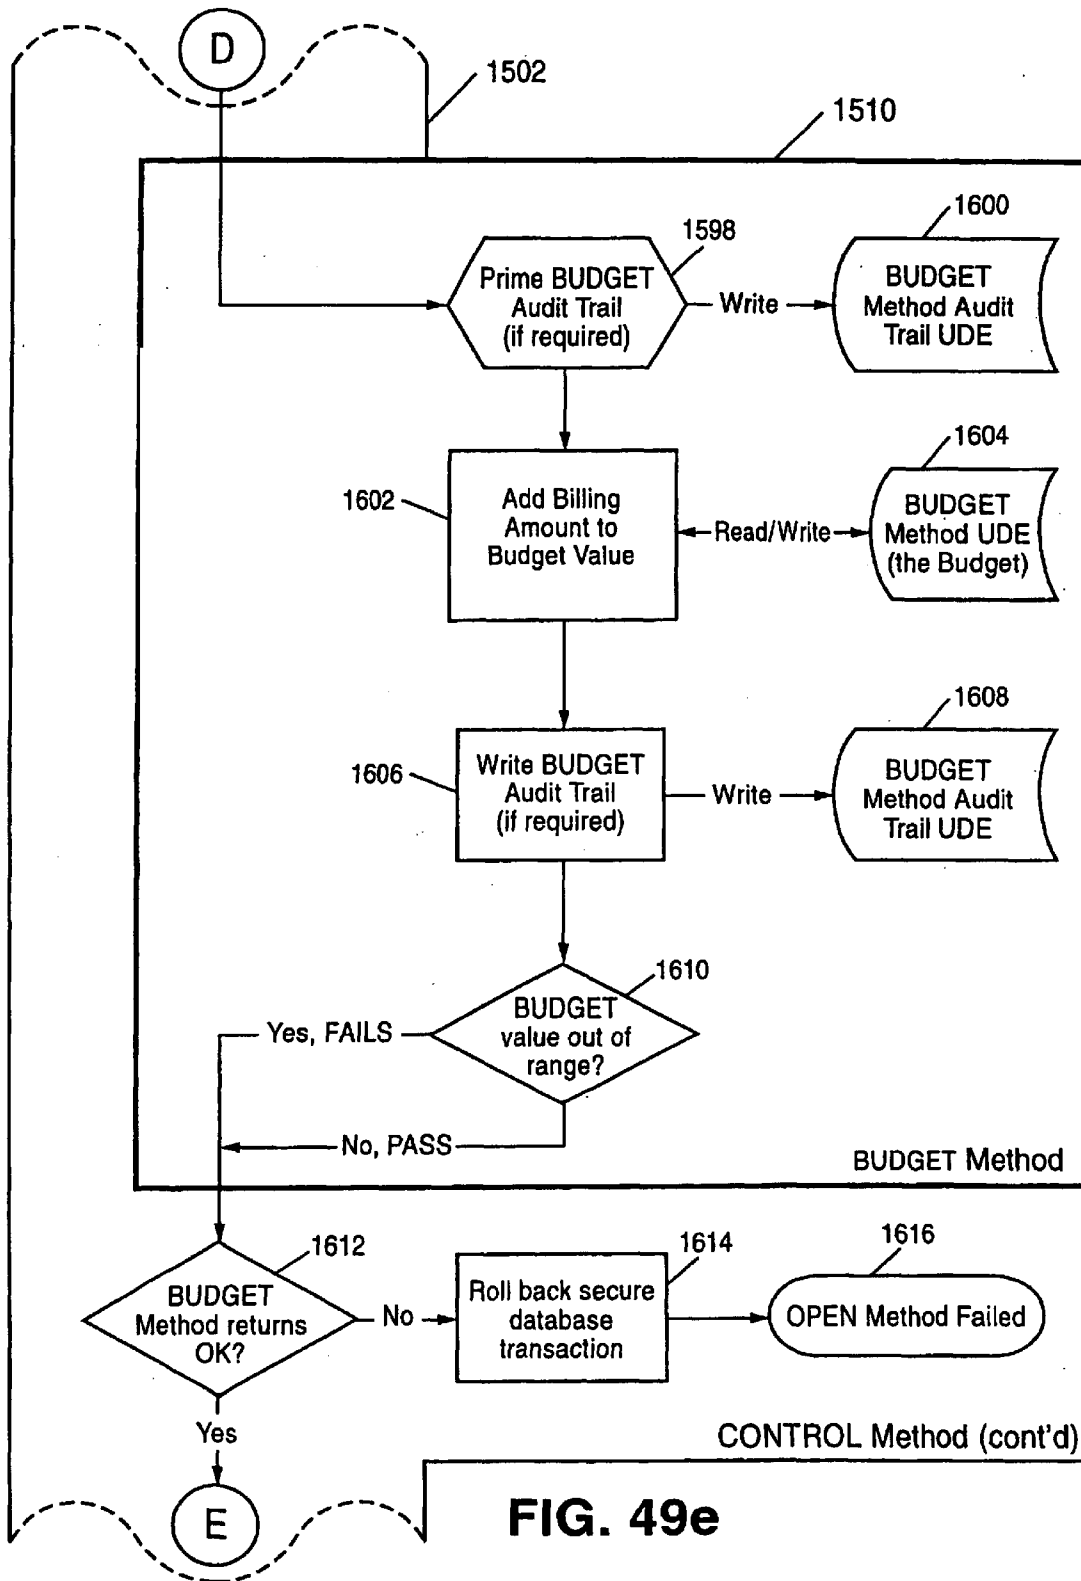 D
1502
1510
1600
1598
Prime BUDGET
Audit Trail
(if required)
Write
BUDGET
Method Audit
Trail UDE
1604
1602
Add Billing
Amount to
Budget Value
Read/Write
BUDGET
Method UDE
(the Budget)
1608
1606
Write BUDGET
Audit Trail
(if required)
Write
BUDGET
Method Audit
Trail UDE
1610
BUDGET
value out of
range?
Yes, FAILS
No, PASS
BUDGET Method
1612
BUDGET
Method returns
OK?
No
1614
Roll back secure
database
transaction
1616
OPEN Method Failed
Yes
CONTROL Method (cont'd)
E
FIG. 49e